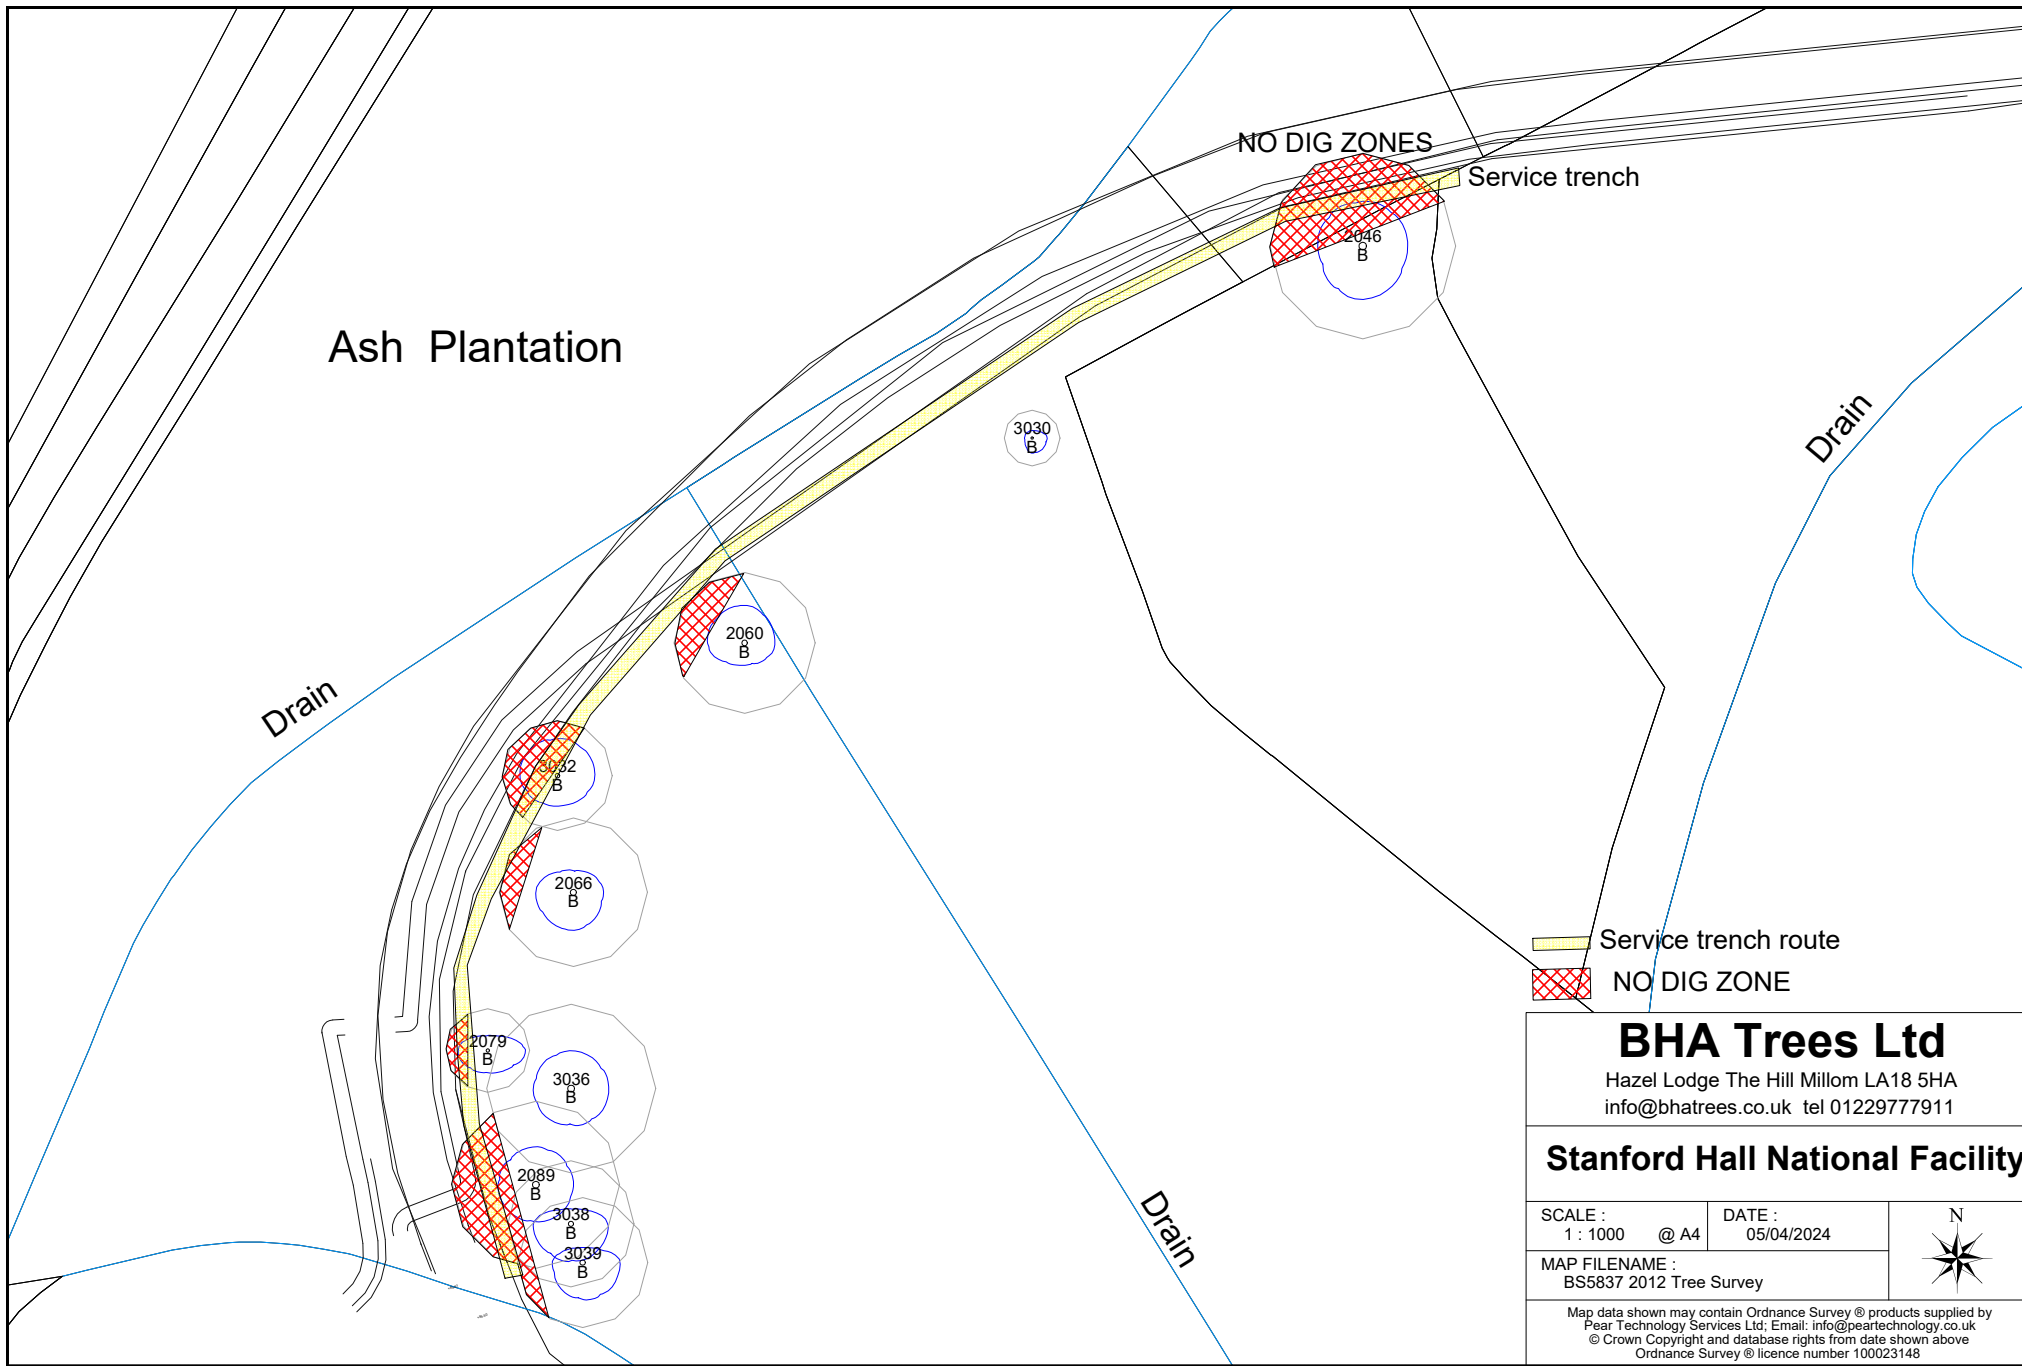 NO DIG ZONES
Service trench
2046
B
Ash Plantation
3030
B
Drain
2060
B
Drain
3032
B
2066
B
Service trench route
NO DIG ZONE
2079
B
3036
B
2089
B
3038
B
3039
B
Drain
BHA Trees Ltd
Hazel Lodge The Hill Millom LA18 5HA
info@bhatrees.co.uk tel 01229777911
Stanford Hall National Facility
SCALE :
1 : 1000 @ A4
DATE :
05/04/2024
N
MAP FILENAME :
BS5837 2012 Tree Survey
Map data shown may contain Ordnance Survey ® products supplied by
Pear Technology Services Ltd; Email: info@peartechnology.co.uk
© Crown Copyright and database rights from date shown above
Ordnance Survey ® licence number 100023148